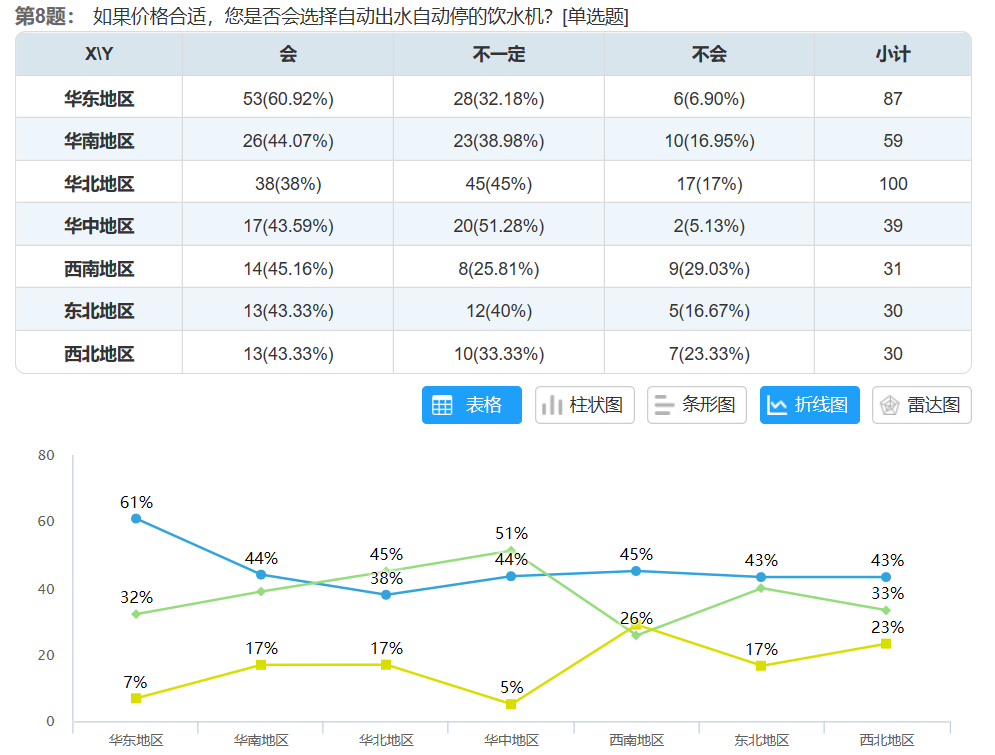 第8题： 如果价格合适，您是否会选择自动出水自动停的饮水机？[单选题]
X\Y 会 不一定 不会 小计
华东地区 53(60.92%) 28(32.18%) 6(6.90%) 87
华南地区 26(44.07%) 23(38.98%) 10(16.95%) 59
华北地区 38(38%) 45(45%) 17(17%) 100
华中地区 17(43.59%) 20(51.28%) 2(5.13%) 39
西南地区 14(45.16%) 8(25.81%) 9(29.03%) 31
东北地区 13(43.33%) 12(40%) 5(16.67%) 30
西北地区 13(43.33%) 10(33.33%) 7(23.33%) 30
表格 柱状图 条形图 折线图 雷达图
80
61%
60
51%
44% 45% 44% 45% 43% 43%
38%
40
32% 33%
26% 23%
20
17% 17% 17%
7% 5%
0
华东地区 华南地区 华北地区 华中地区 西南地区 东北地区 西北地区